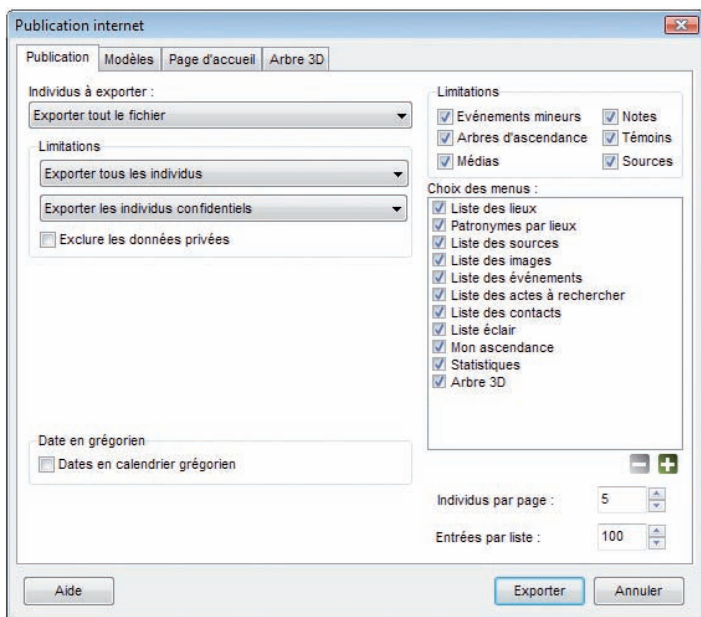 Publication internet
Publication Modèles Page d'accueil Arbre 3D
Individus à exporter :
Exporter tout le fichier
Limitations
Exporter tous les individus
Exporter les individus confidentiels
Exclure les données privées
Date en grégorien
Dates en calendrier grégorien
Limitations
Evénements mineurs Notes
Arbres d'ascendance Témoins
Médias Sources
Choix des menus :
Liste des lieux
Patronymes par lieux
Liste des sources
Liste des images
Liste des événements
Liste des actes à rechercher
Liste des contacts
Liste éclair
Mon ascendance
Statistiques
Arbre 3D
Individus par page : 5
Entrées par liste : 100
Aide Exporter Annuler